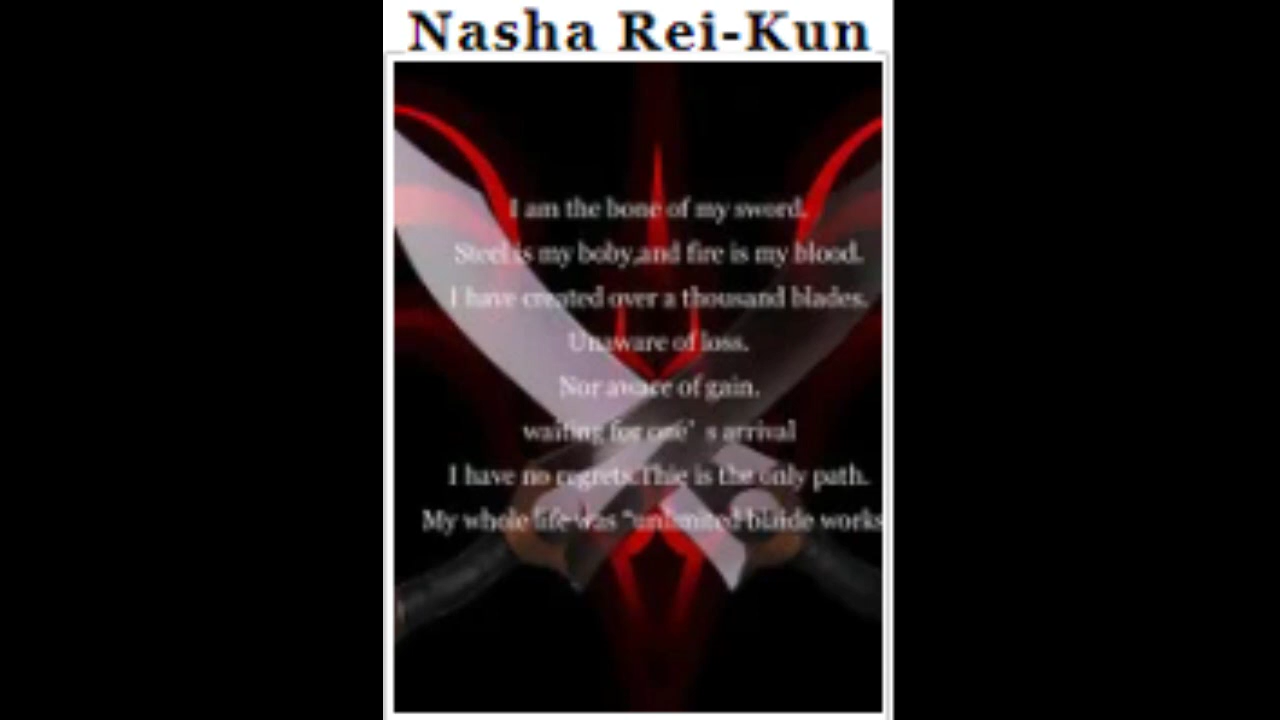 Nasha Rei-Kun
I am the bone of my sword.
Steel is my boby,and fire is my blood.
I have created over a thousand blades.
Unaware of loss.
Nor aware of gain.
waiting for one’s arrival
I have no regrets.Thie is the only path.
My whole life was “unlimited blaide works